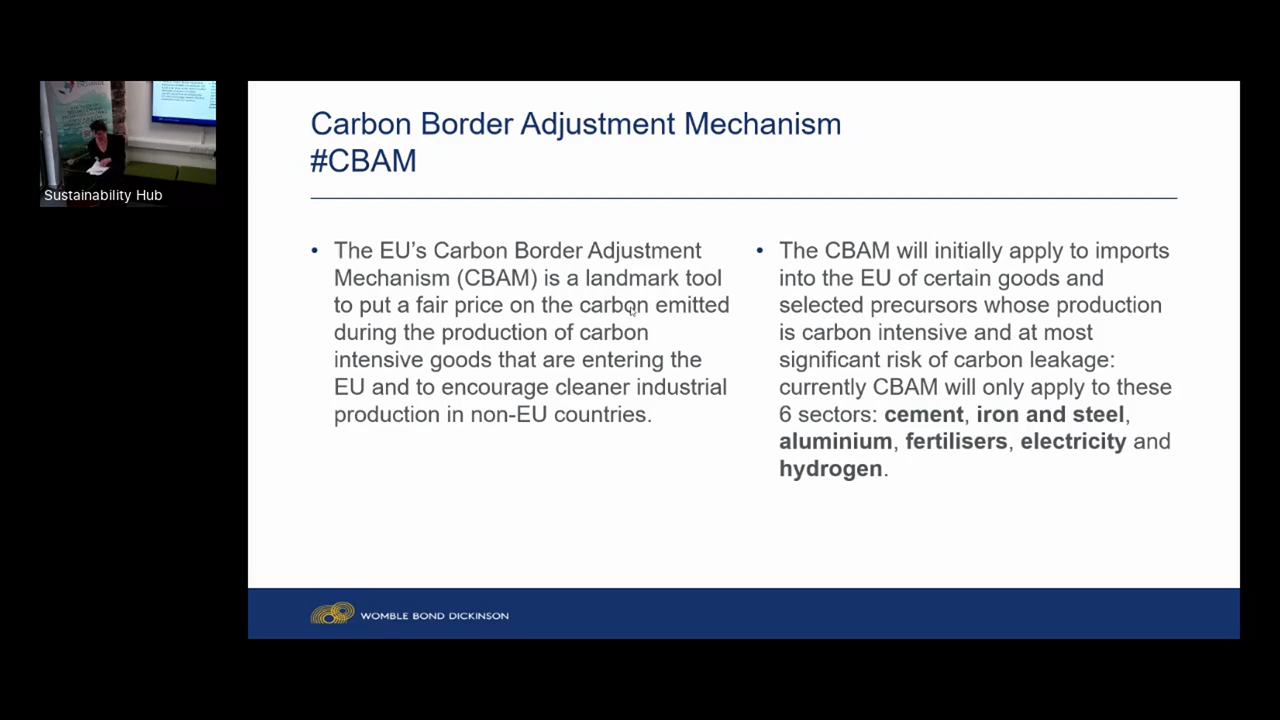 Carbon Border Adjustment Mechanism
#CBAM
• The EU’s Carbon Border Adjustment
Mechanism (CBAM) is a landmark tool
to put a fair price on the carbon emitted
during the production of carbon
intensive goods that are entering the
EU and to encourage cleaner industrial
production in non-EU countries.
• The CBAM will initially apply to imports
into the EU of certain goods and
selected precursors whose production
is carbon intensive and at most
significant risk of carbon leakage:
currently CBAM will only apply to these
6 sectors: cement, iron and steel,
aluminium, fertilisers, electricity and
hydrogen.
WOMBLE BOND DICKINSON
Sustainability Hub